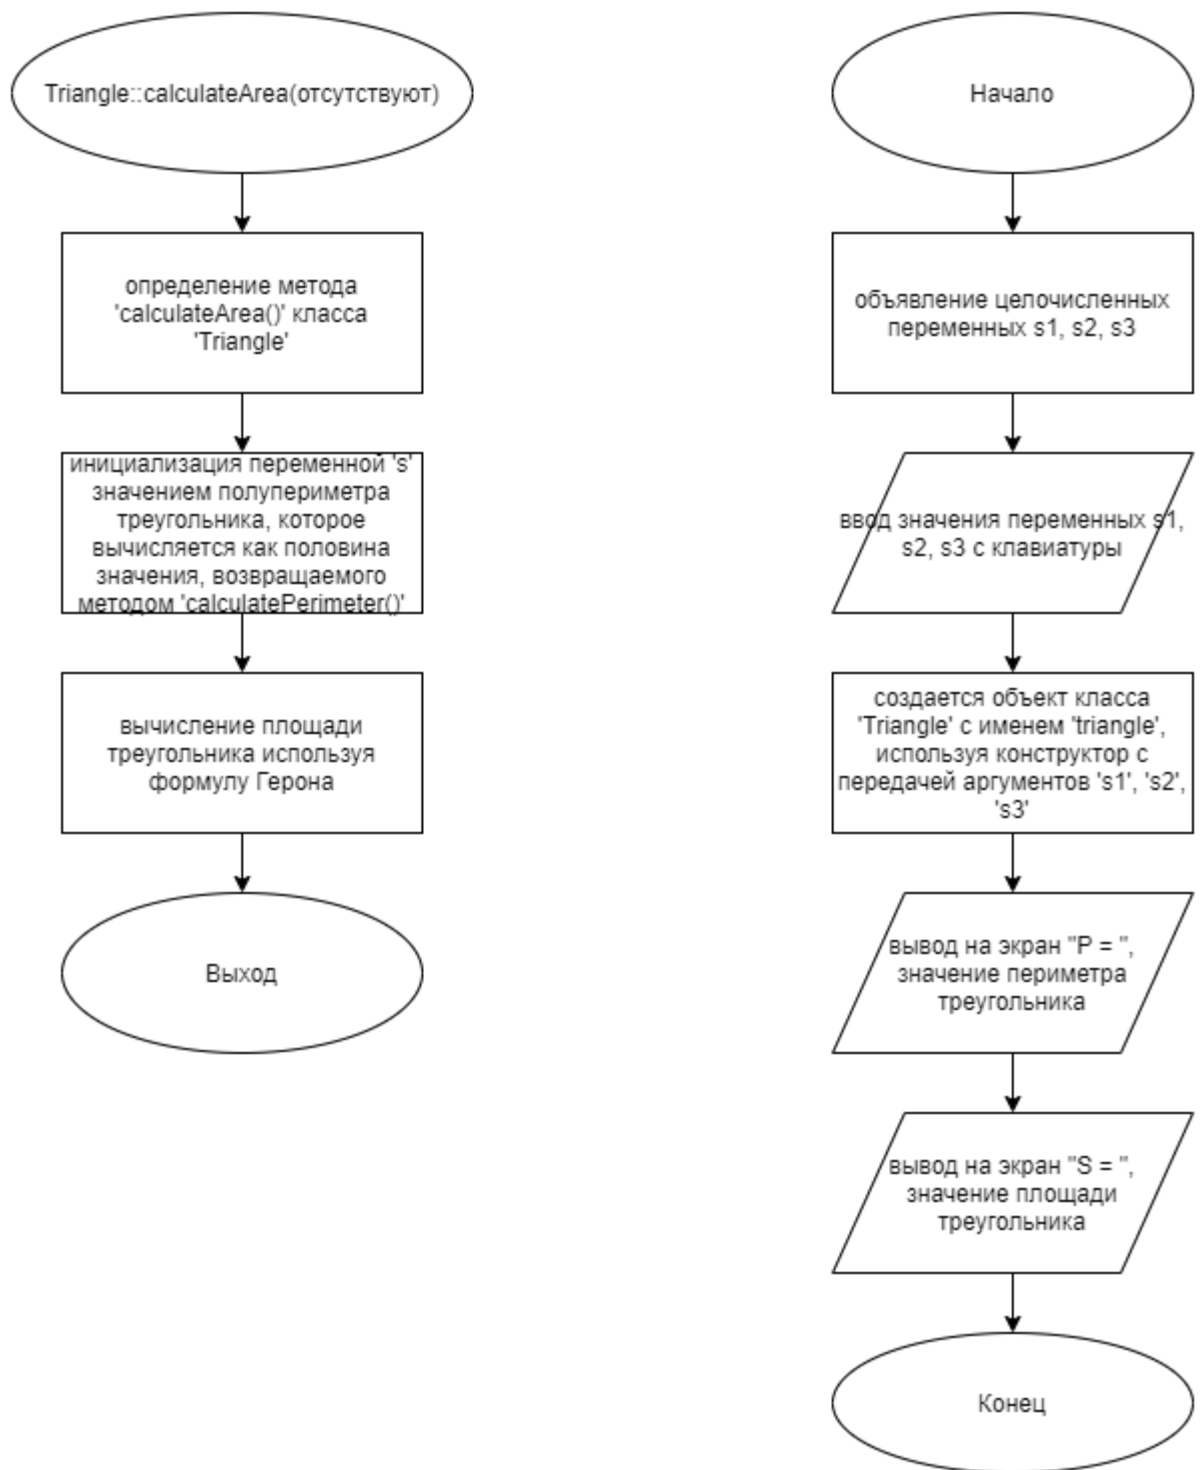 Triangle::calculateArea(отсутствуют)
определение метода
'calculateArea()' класса
'Triangle'
инициализация переменной 's'
значением полупериметра
треугольника, которое
вычисляется как половина
значения, возвращаемого
методом 'calculatePerimeter()'
вычисление площади
треугольника используя
формулу Герона
Выход
Начало
объявление целочисленных
переменных s1, s2, s3
ввод значения переменных s1,
s2, s3 с клавиатуры
создается объект класса
'Triangle' с именем 'triangle',
используя конструктор с
передачей аргументов 's1', 's2',
's3'
вывод на экран "P = ",
значение периметра
треугольника
вывод на экран "S = ",
значение площади
треугольника
Конец